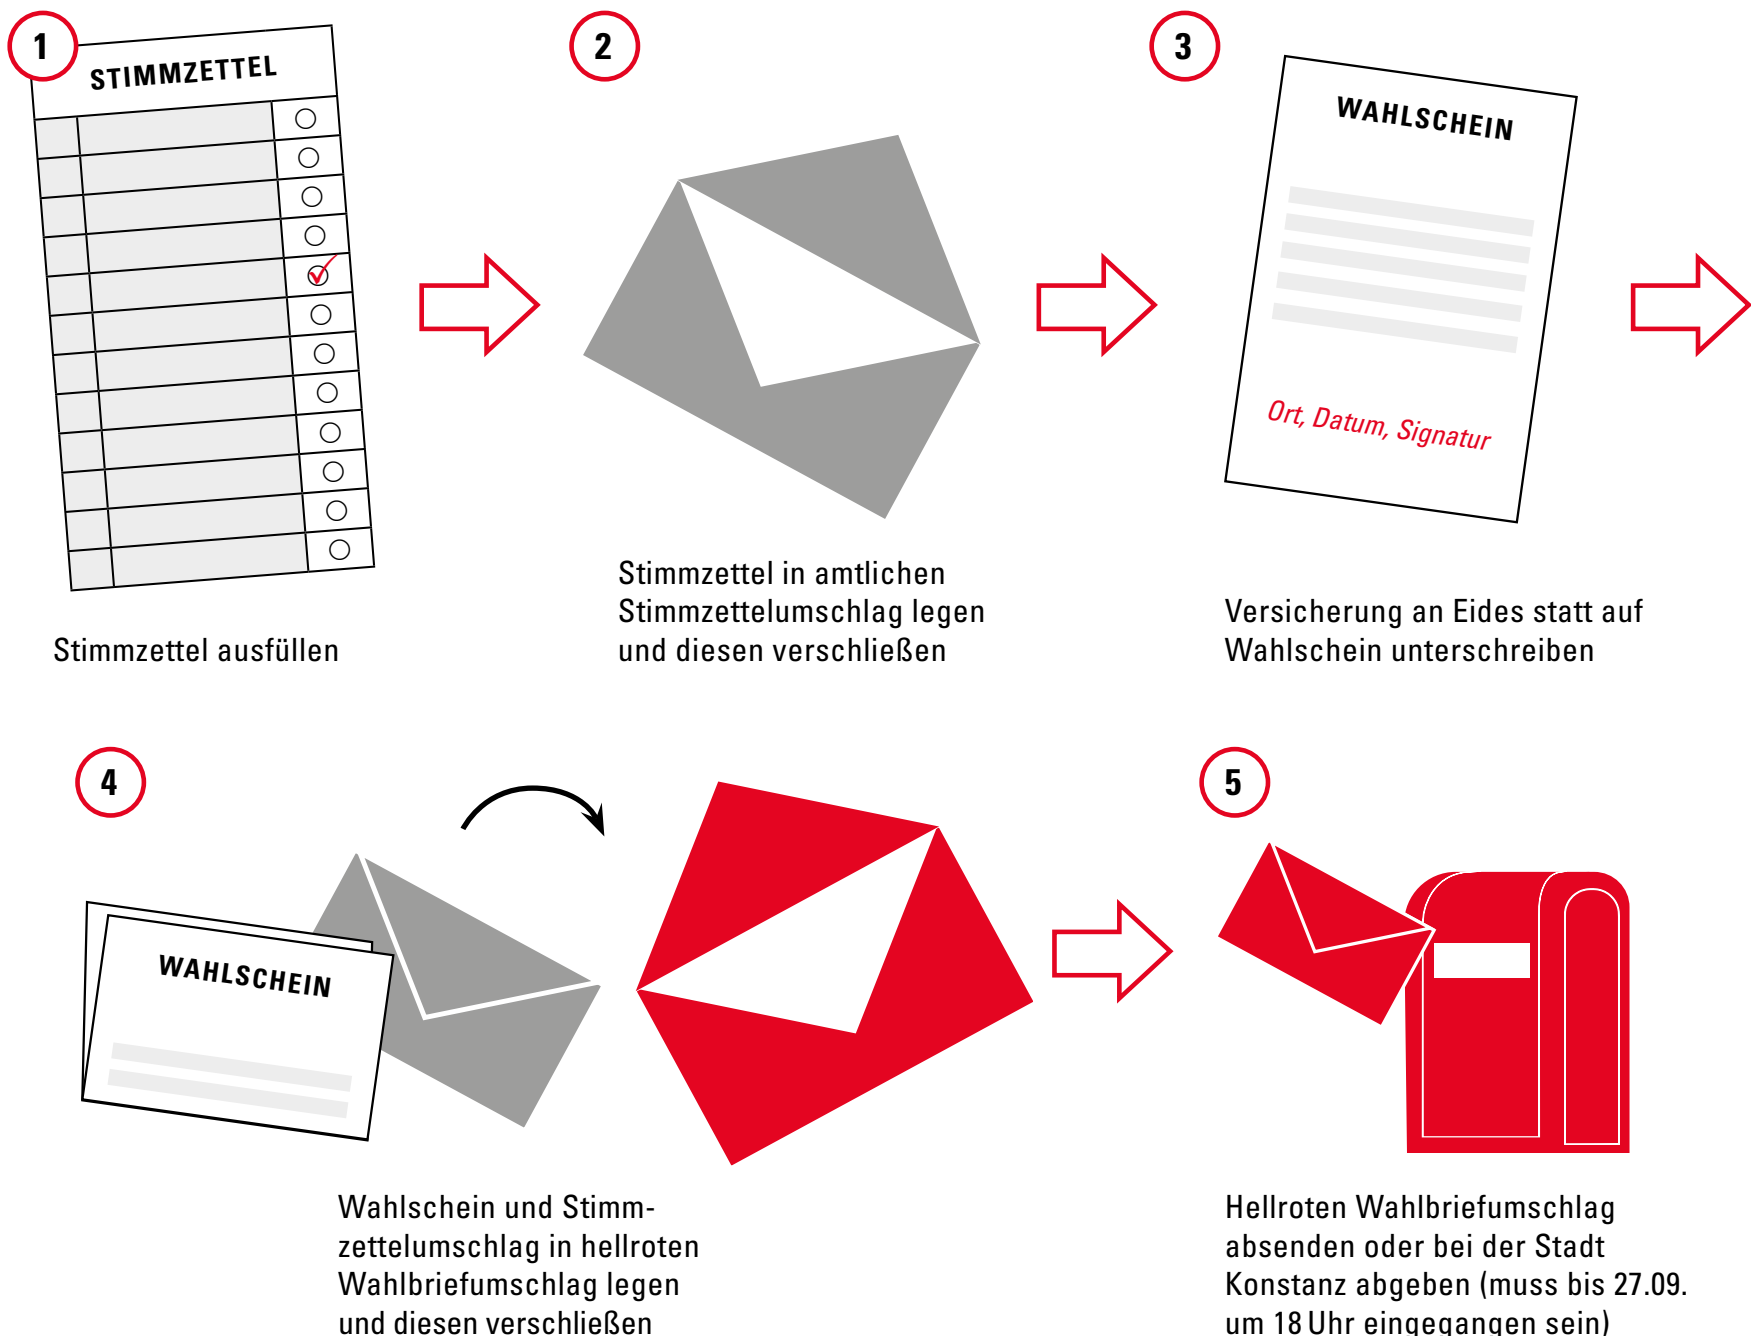 1
STIMMZETTEL
Stimmzettel ausfüllen
2
Stimmzettel in amtlichen
Stimmzettelumschlag legen
und diesen verschließen
3
WAHLSCHEIN
Ort, Datum, Signatur
Versicherung an Eides statt auf
Wahlschein unterschreiben
4
WAHLSCHEIN
Wahlschein und Stimm-
zettelumschlag in hellroten
Wahlbriefumschlag legen
und diesen verschließen
5
Hellroten Wahlbriefumschlag
absenden oder bei der Stadt
Konstanz abgeben (muss bis 27.09.
um 18 Uhr eingegangen sein)